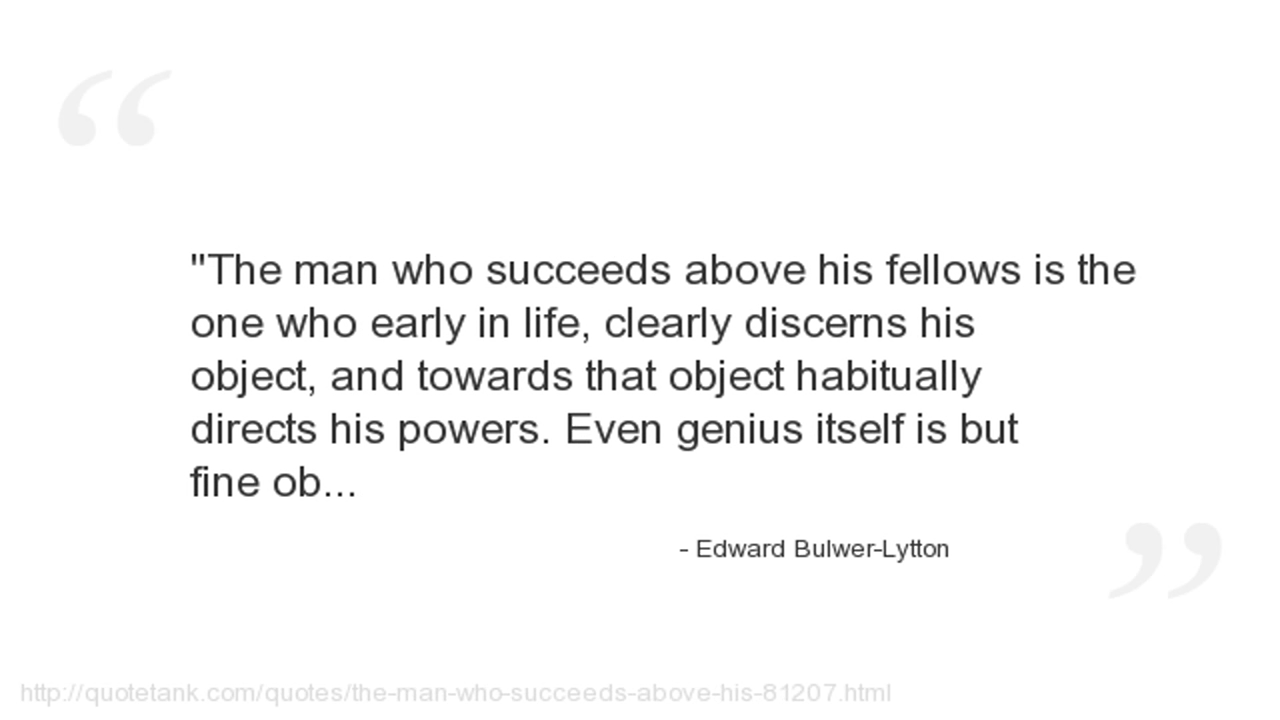 "The man who succeeds above his fellows is the
one who early in life, clearly discerns his
object, and towards that object habitually
directs his powers. Even genius itself is but
fine ob...
- Edward Bulwer-Lytton
http://quotetank.com/quotes/the-man-who-succeeds-above-his-81207.html